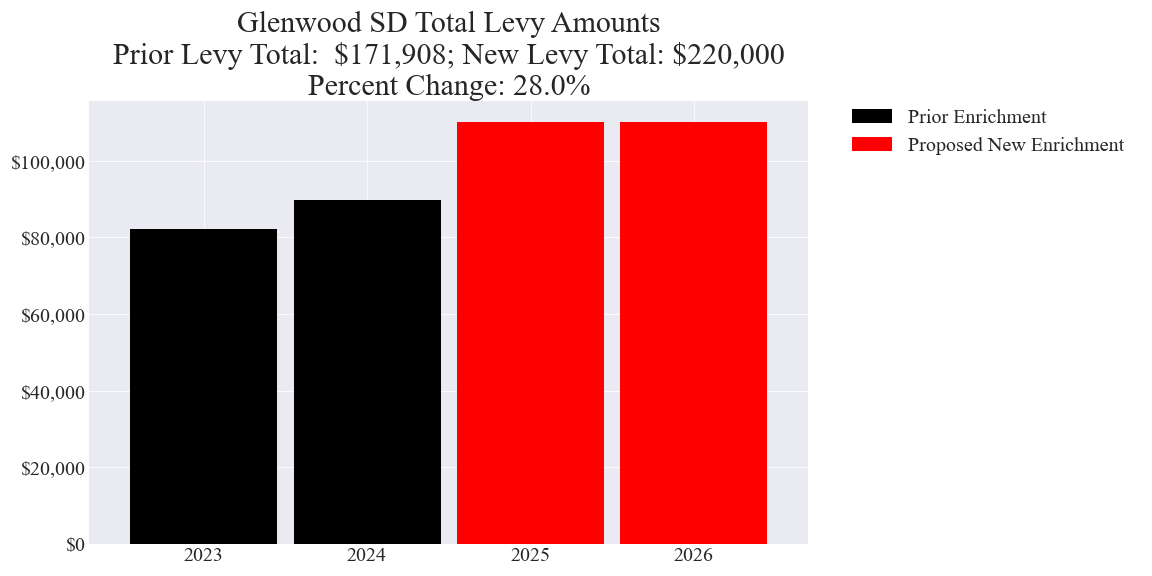 Glenwood SD Total Levy Amounts
Prior Levy Total:  $171,908; New Levy Total: $220,000
Percent Change: 28.0%
Prior Enrichment
Proposed New Enrichment
$100,000
$80,000
$60,000
$40,000
$20,000
$0
2023 2024 2025 2026